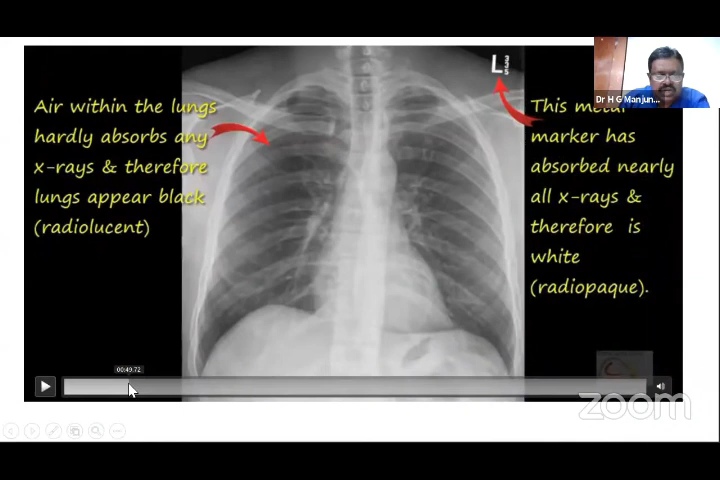 Air within the lungs
hardly absorbs any
x-rays & therefore
lungs appear black
(radiolucent)
L
This metal
marker has
absorbed nearly
all x-rays &
therefore is
white
(radiopaque).
Dr H G Manjun...
00:49.72
zoom